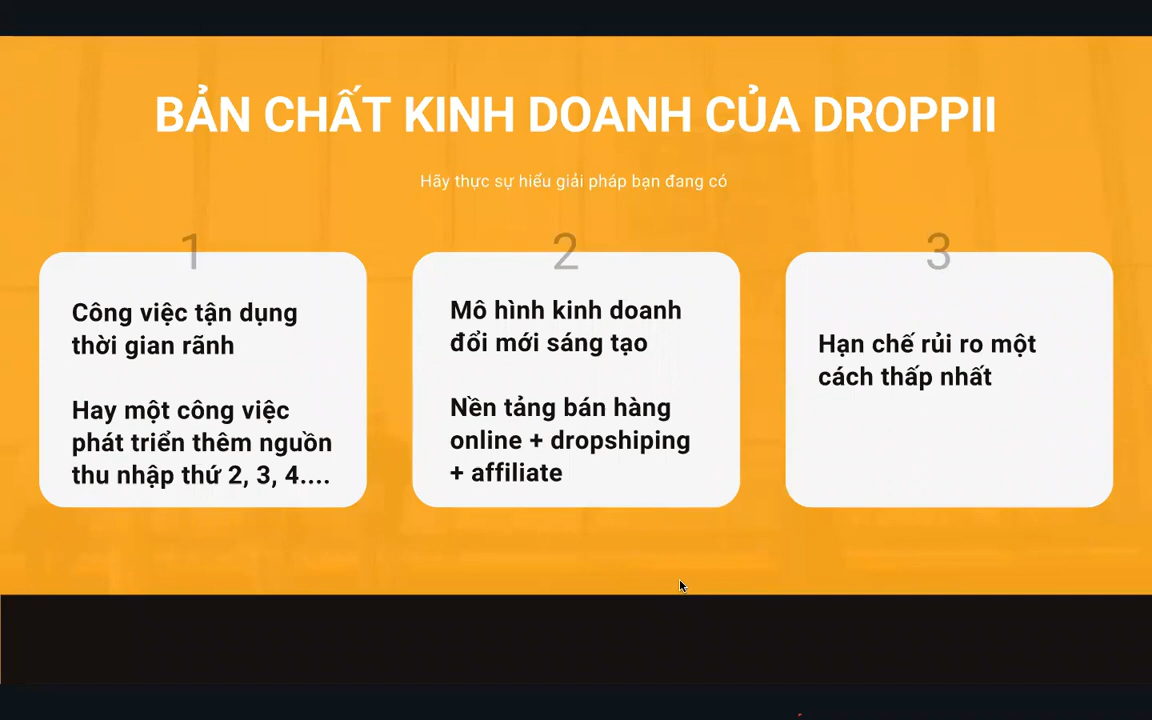 BẢN CHẤT KINH DOANH CỦA DROPPII
Hãy thực sự hiểu giải pháp bạn đang có
1
Công việc tận dụng
thời gian rãnh
Hay một công việc
phát triển thêm nguồn
thu nhập thứ 2, 3, 4....
2
Mô hình kinh doanh
đổi mới sáng tạo
Nền tảng bán hàng
online + dropshiping
+ affiliate
3
Hạn chế rủi ro một
cách thấp nhất